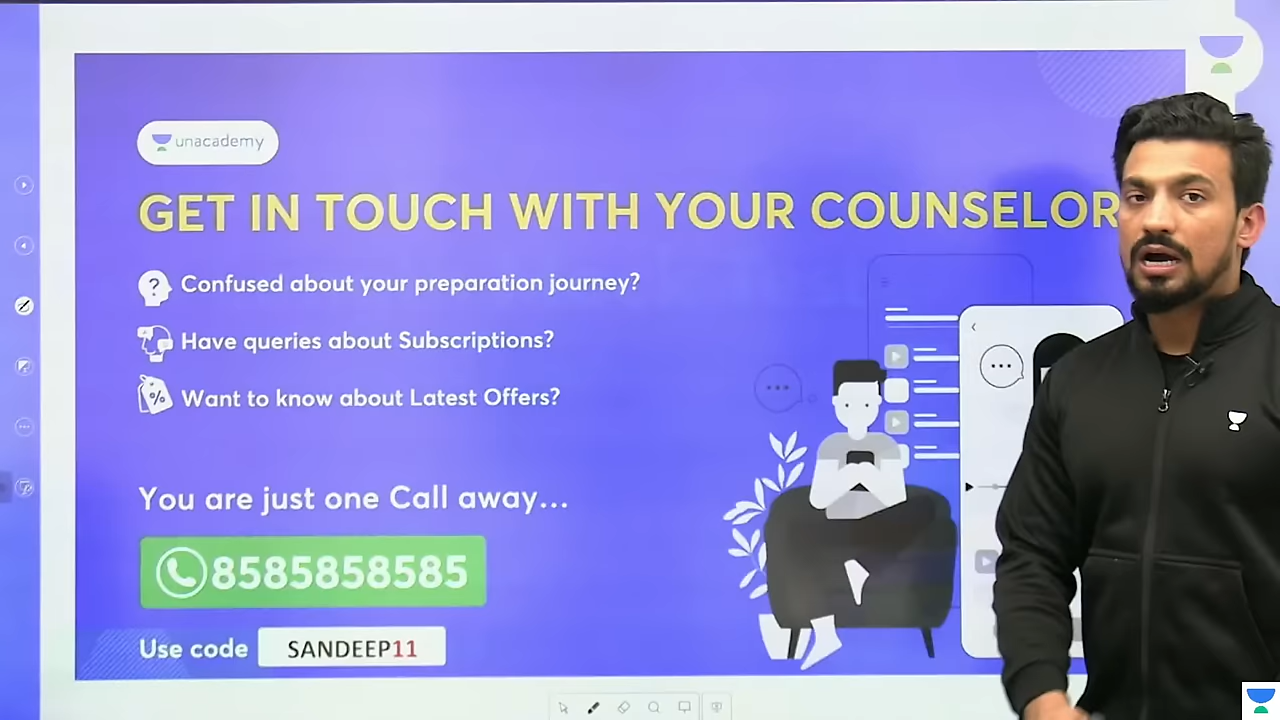 unacademy
GET IN TOUCH WITH YOUR COUNSELOR
Confused about your preparation journey?
Have queries about Subscriptions?
Want to know about Latest Offers?
You are just one Call away...
8585858585
Use code SANDEEP11